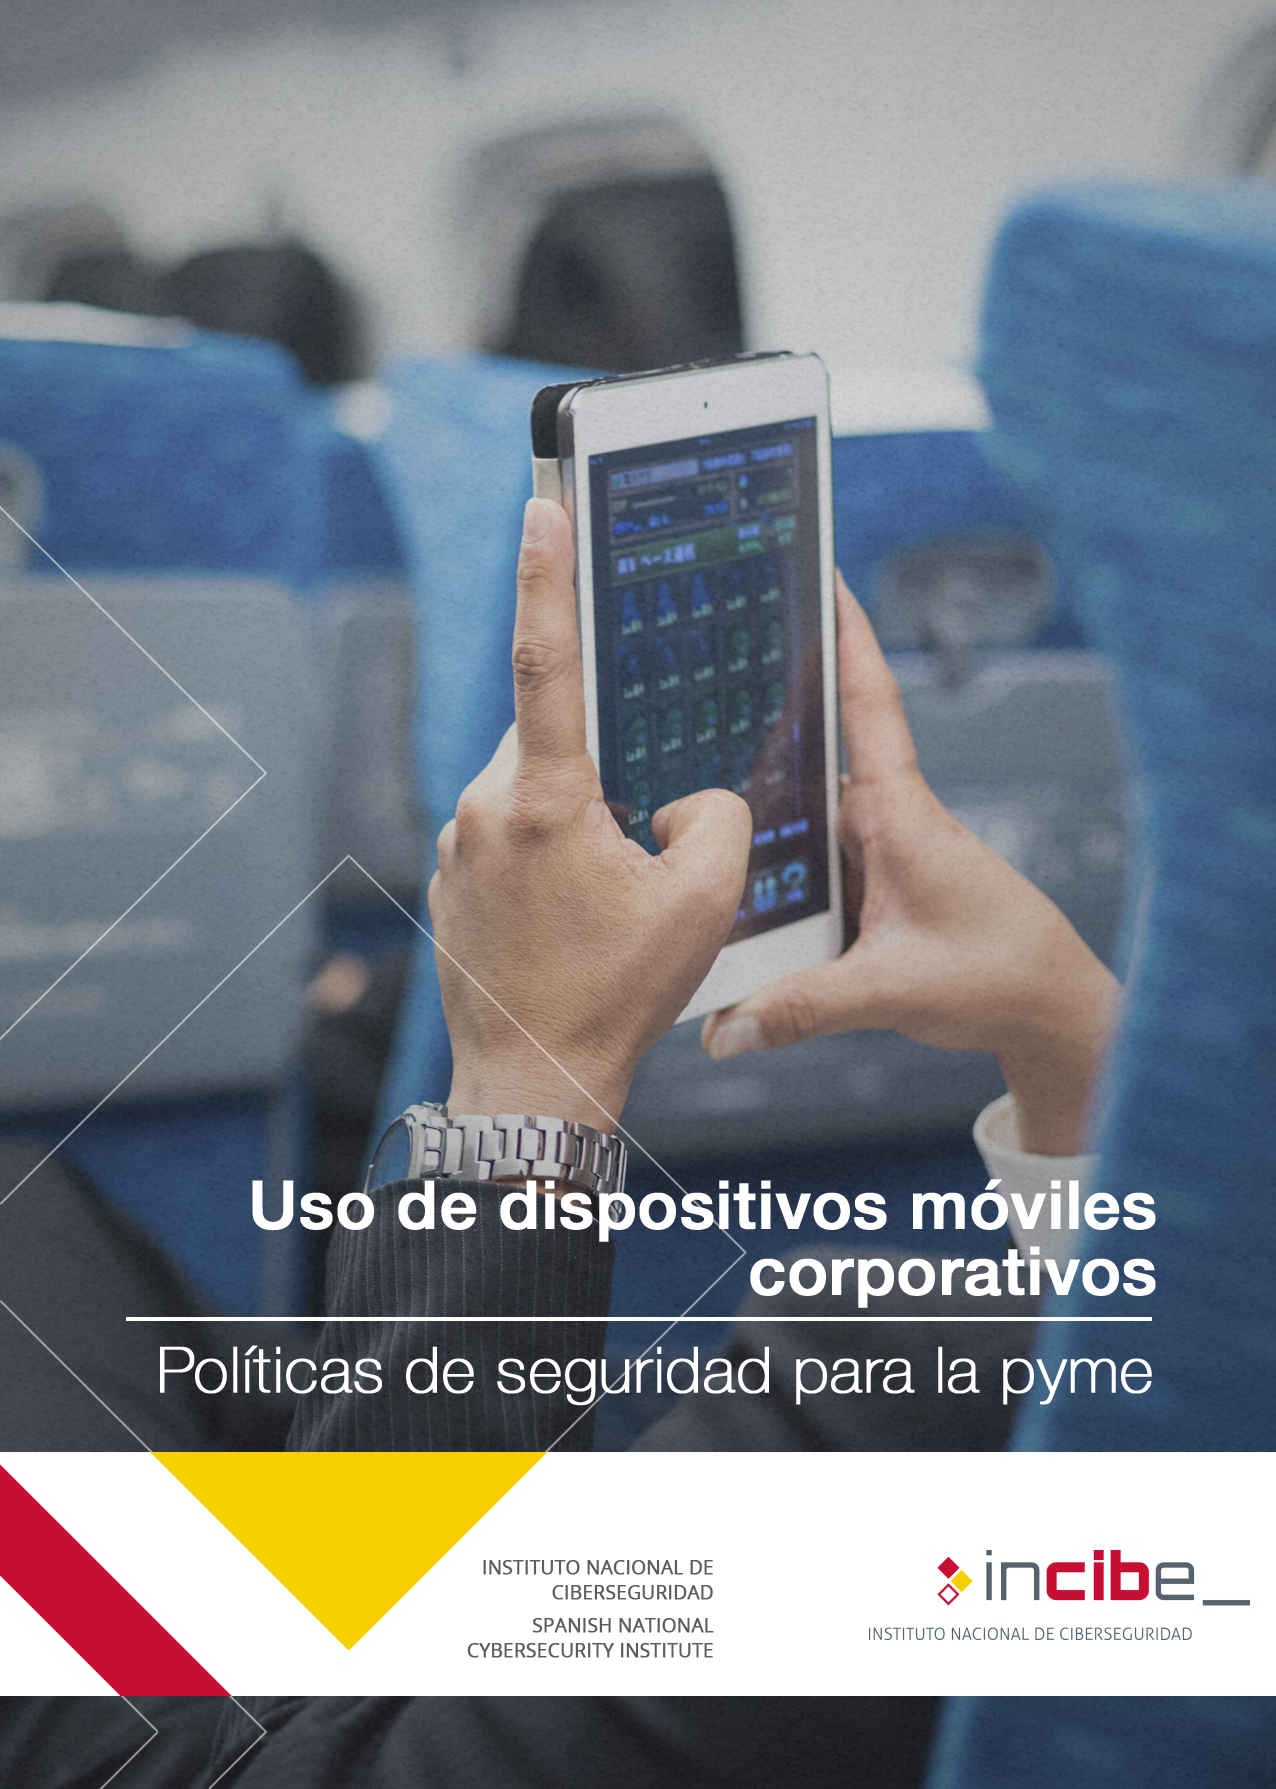 Uso de dispositivos móviles
corporativos
Políticas de seguridad para la pyme
INSTITUTO NACIONAL DE
CIBERSEGURIDAD
SPANISH NATIONAL
CYBERSECURITY INSTITUTE
incibe_
INSTITUTO NACIONAL DE CIBERSEGURIDAD